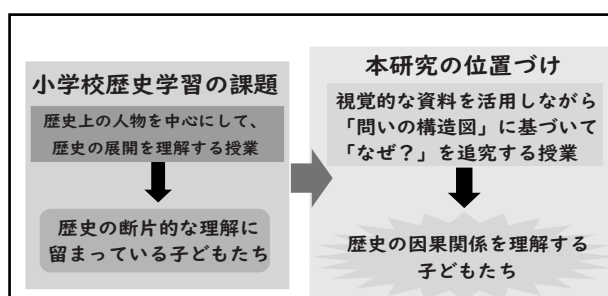 小学校歴史学習の課題
歴史上の人物を中心にして、
歴史の展開を理解する授業
歴史の断片的な理解に
留まっている子どもたち
本研究の位置づけ
視覚的な資料を活用しながら
「問いの構造図」に基づいて
「なぜ?」を追究する授業
歴史の因果関係を理解する
子どもたち